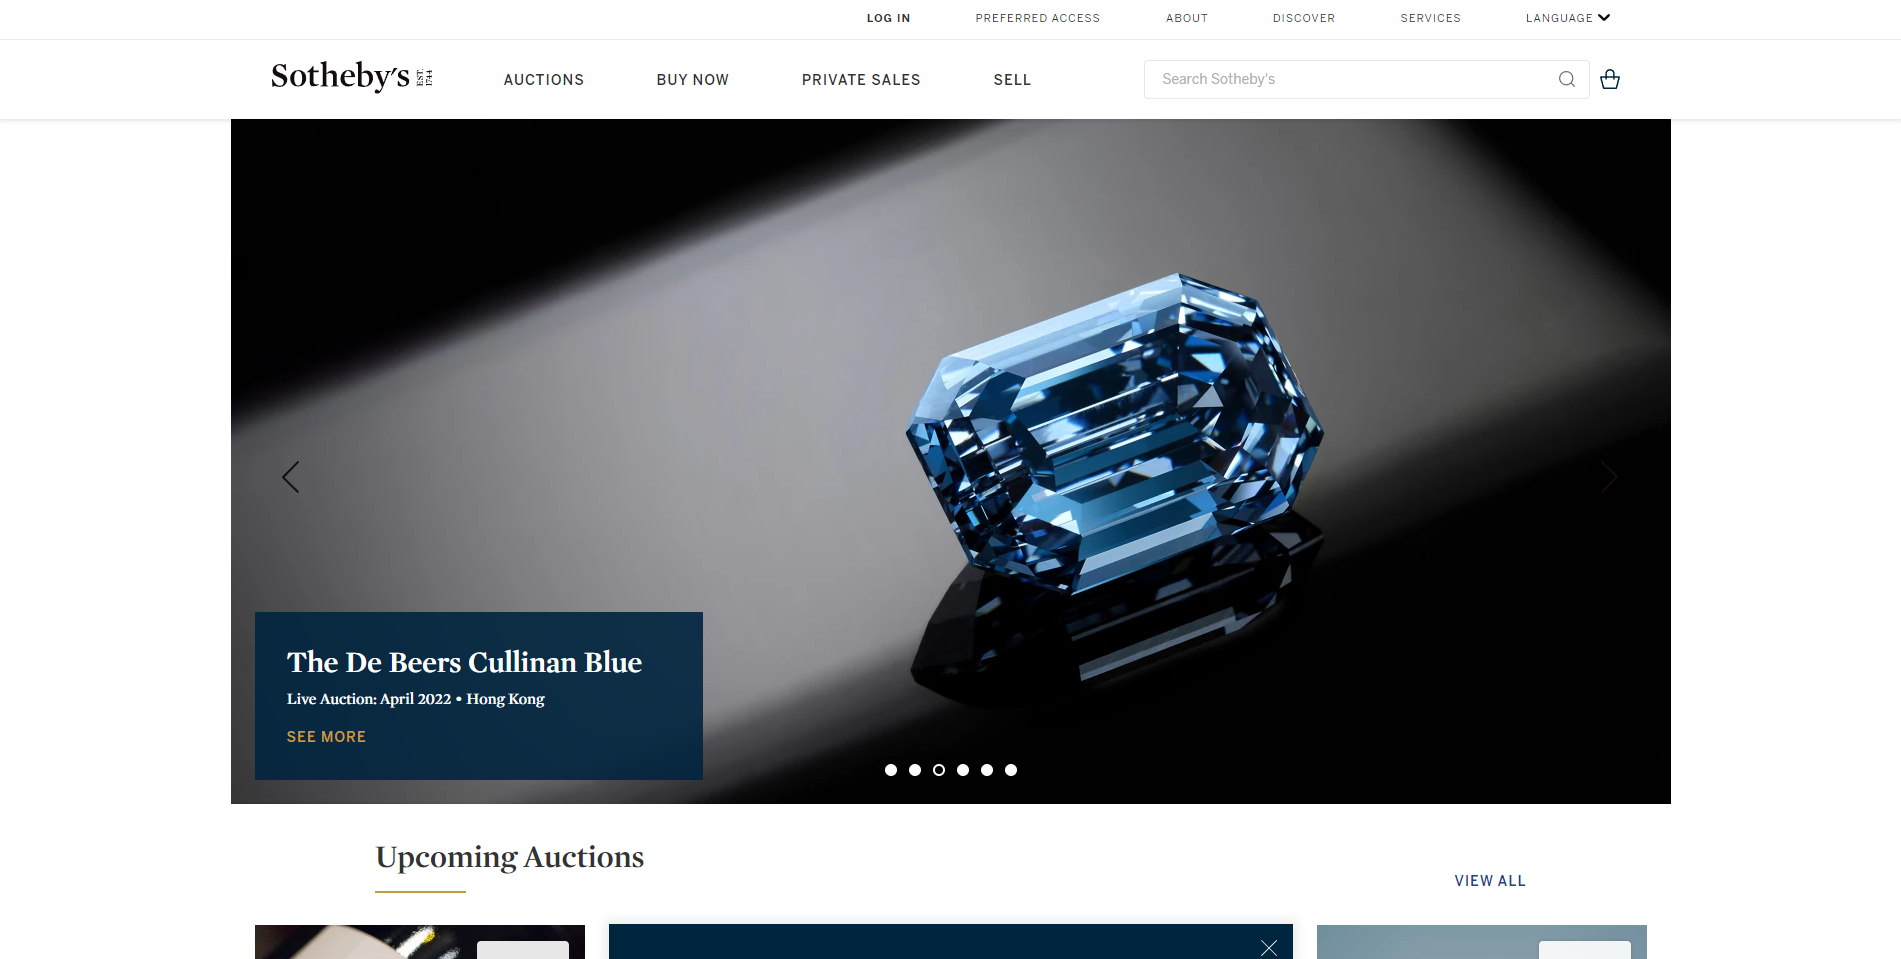 LOG IN
PREFERRED ACCESS
ABOUT
DISCOVER
SERVICES
LANGUAGE
Sotheby's EST. 1744
AUCTIONS
BUY NOW
PRIVATE SALES
SELL
Search Sotheby's
The De Beers Cullinan Blue
Live Auction: April 2022 • Hong Kong
SEE MORE
Upcoming Auctions
VIEW ALL